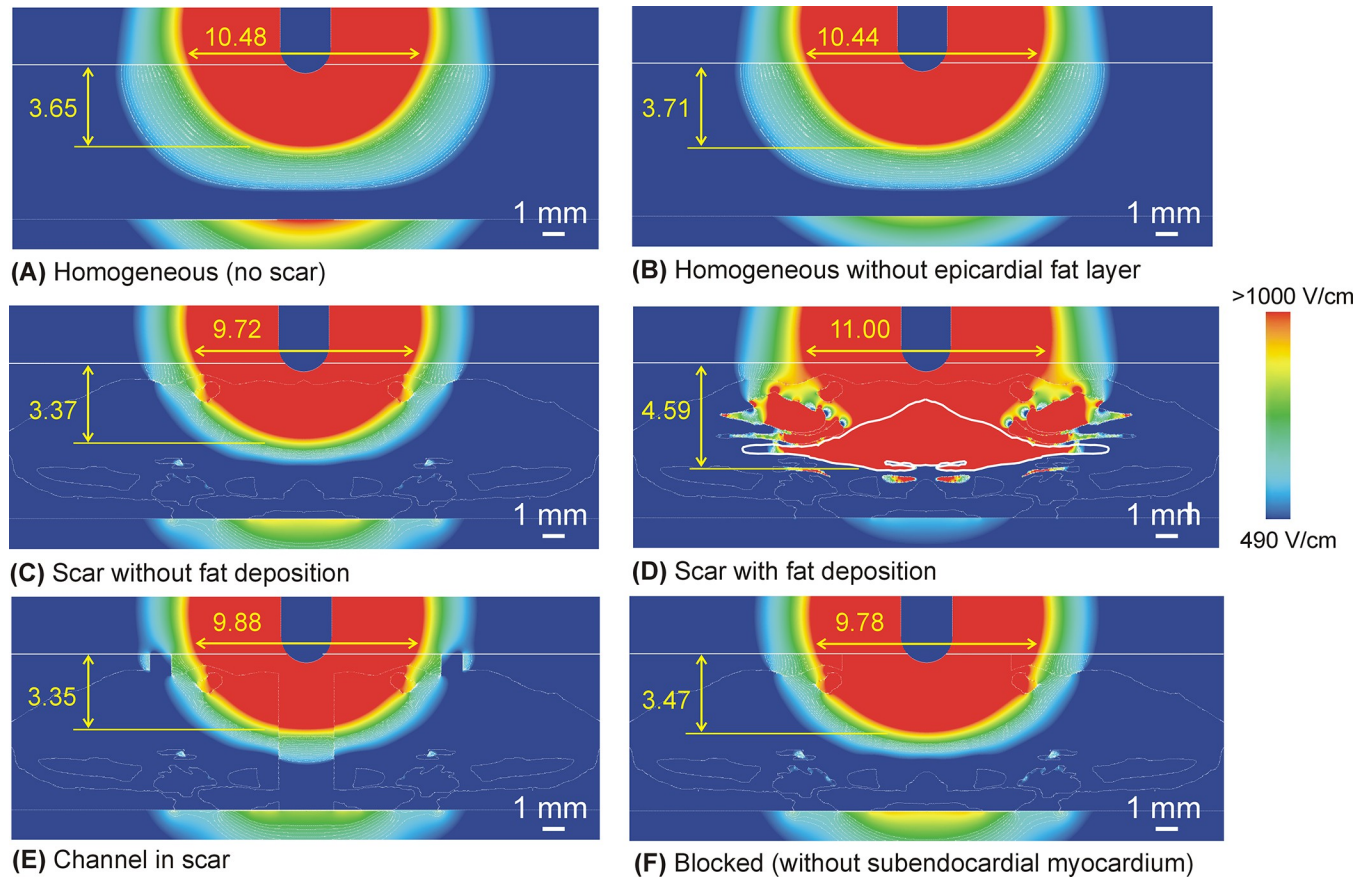 10.48
3.65
1 mm
(A) Homogeneous (no scar)
10.44
3.71
1 mm
(B) Homogeneous without epicardial fat layer
>1000 V/cm
490 V/cm
9.72
3.37
1 mm
(C) Scar without fat deposition
11.00
4.59
1 mm
(D) Scar with fat deposition
9.88
3.35
1 mm
(E) Channel in scar
9.78
3.47
1 mm
(F) Blocked (without subendocardial myocardium)